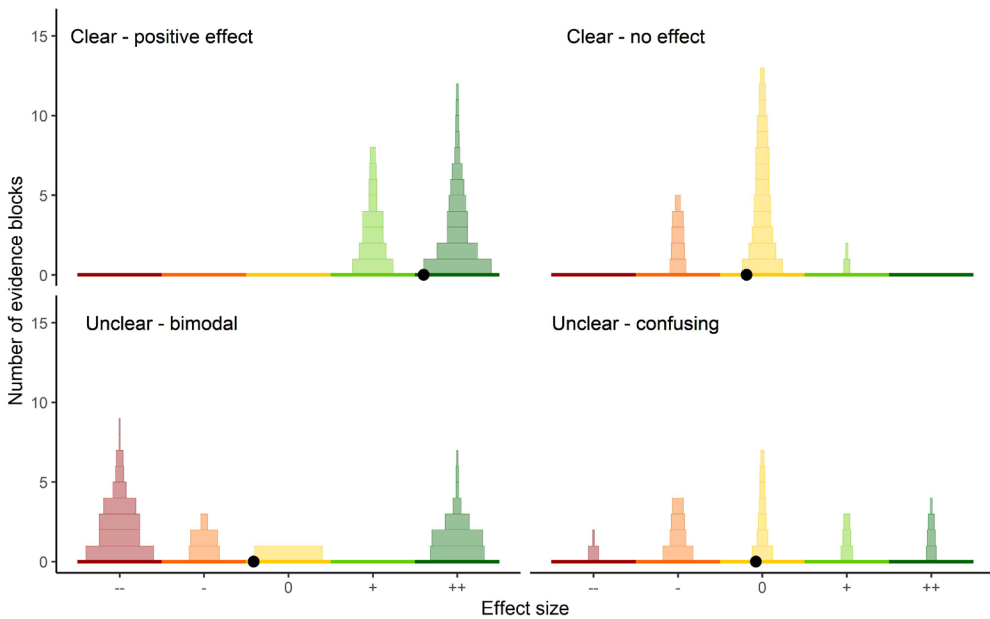 Clear - positive effect
Clear - no effect
15
10
5
0
Unclear - bimodal
Unclear - confusing
15
10
5
0
Number of evidence blocks
-- - 0 + ++
-- - 0 + ++
Effect size